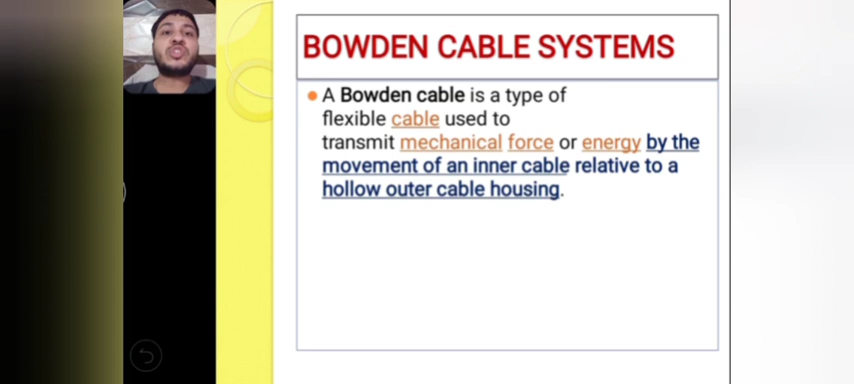 BOWDEN CABLE SYSTEMS
A Bowden cable is a type of
flexible cable used to
transmit mechanical force or energy by the
movement of an inner cable relative to a
hollow outer cable housing.